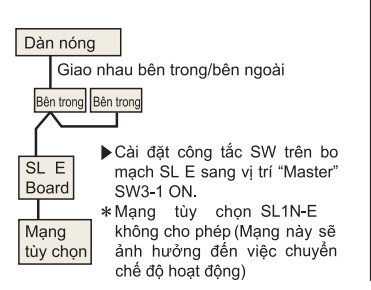 Dàn nóng
Giao nhau bên trong/bên ngoài
Bên trong
Bên trong
SL E
Board
Mạng
tùy chọn
▶Cài đặt công tắc SW trên bo
mạch SL E sang vị trí “Master”
SW3-1 ON.
*Mạng tùy chọn SL1N-E
không cho phép (Mạng này sẽ
ảnh hưởng đến việc chuyển
chế độ hoạt động)